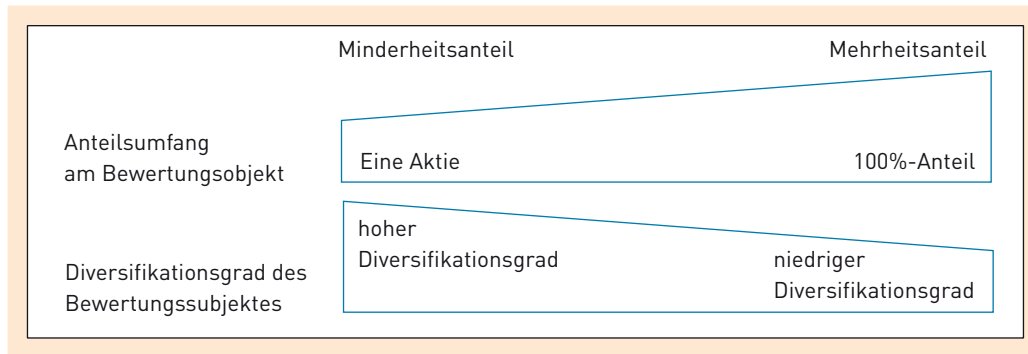 Minderheitsanteil Mehrheitsanteil
Anteilsumfang
am Bewertungsobjekt
Eine Aktie 100%-Anteil
hoher
Diversifikationsgrad
niedriger
Diversifikationsgrad
Diversifikationsgrad des
Bewertungssubjektes